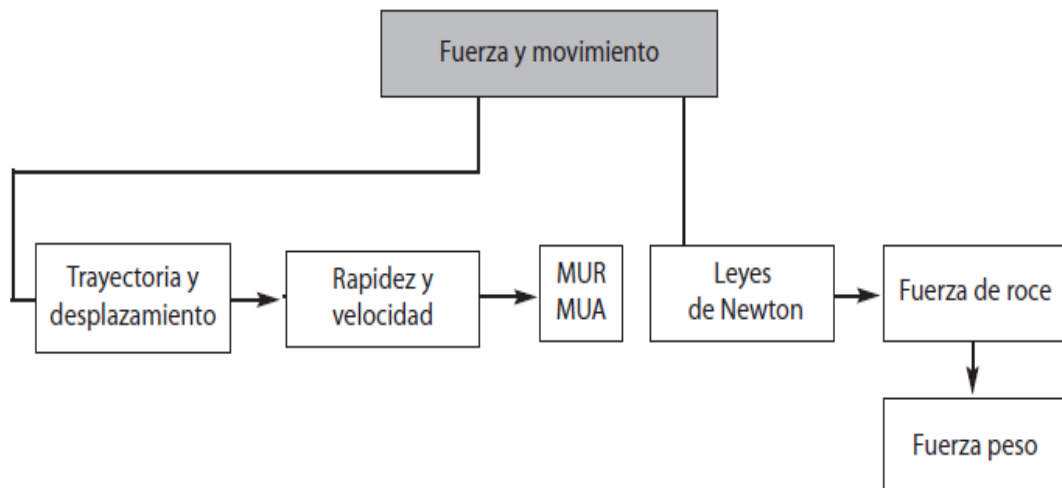 Fuerza y movimiento
Trayectoria y
desplazamiento
Rapidez y
velocidad
MUR
MUA
Leyes
de Newton
Fuerza de roce
Fuerza peso